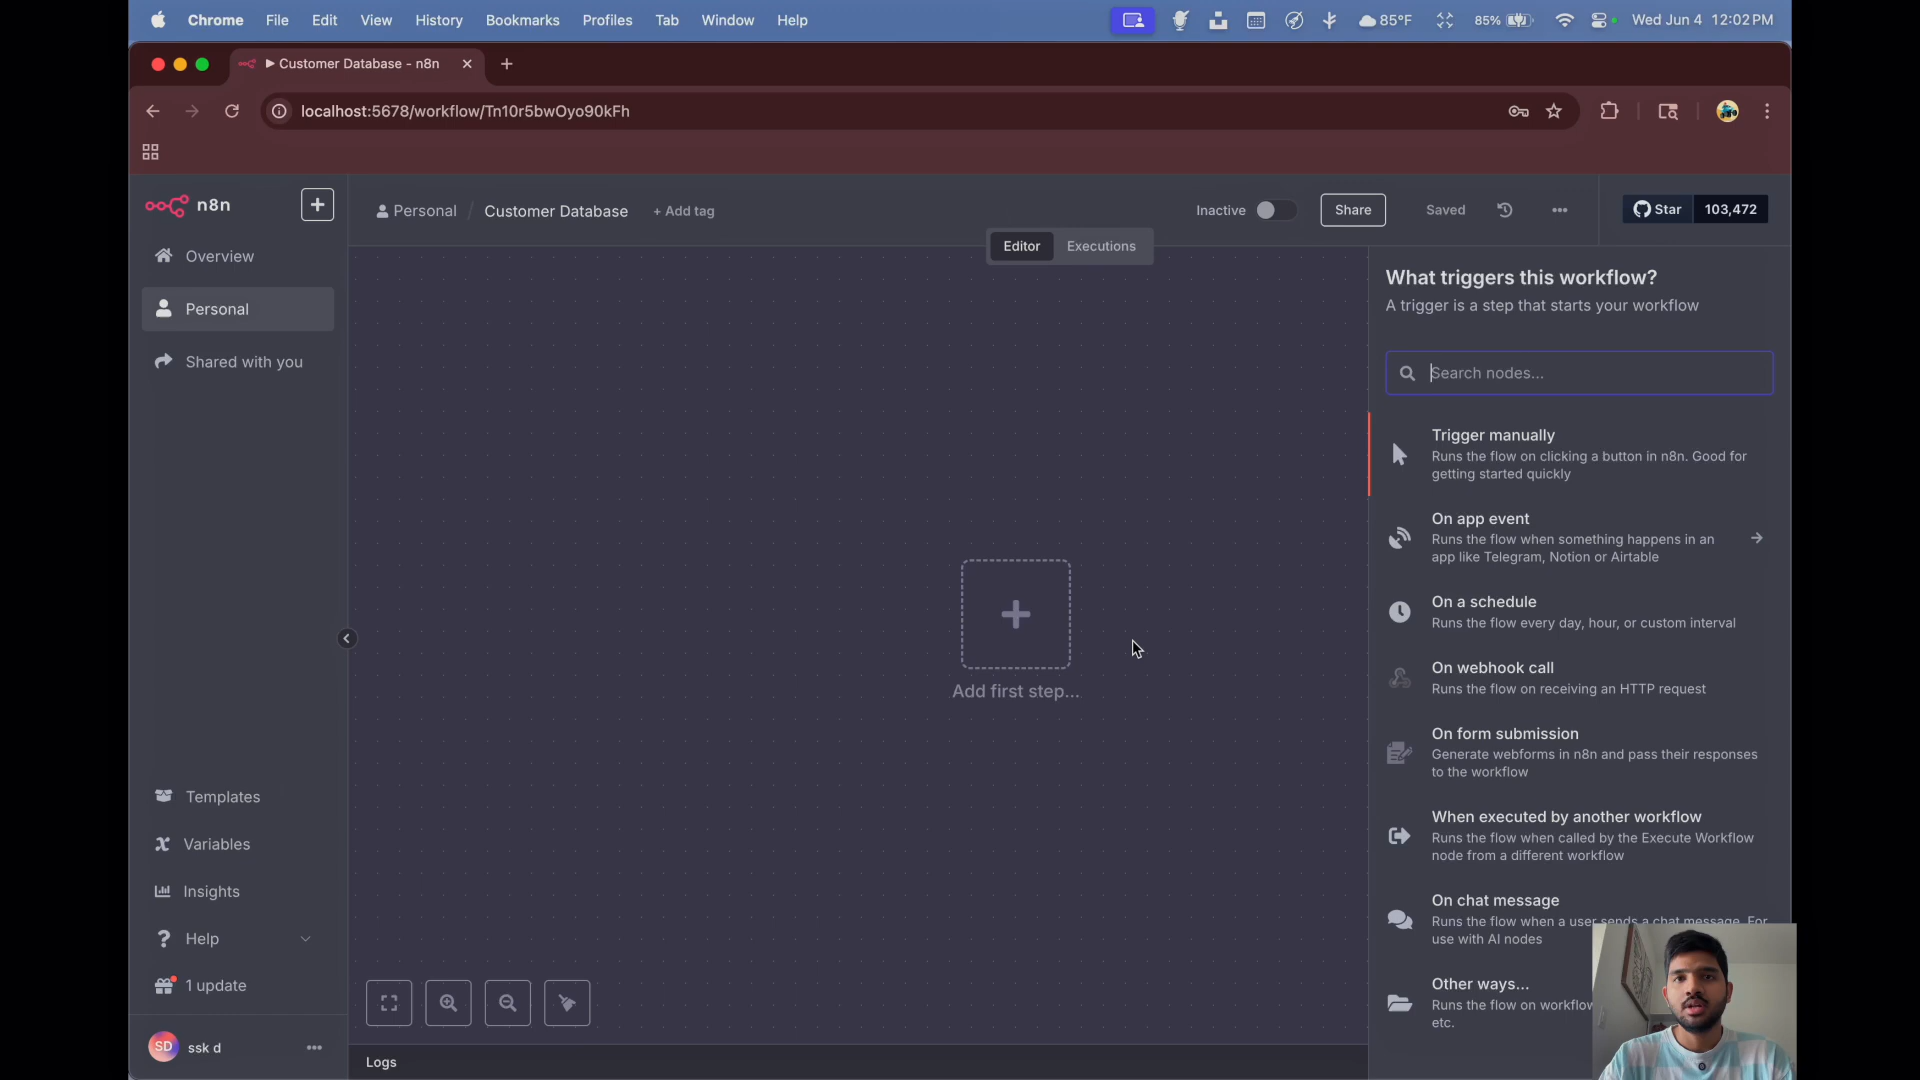 Chrome File Edit View History Bookmarks Profiles Tab Window Help 85°F 85% Wed Jun 4 12:02 PM
Customer Database - n8n
localhost:5678/workflow/Tn10r5bwOyo90kFh
n8n
Personal / Customer Database + Add tag
Inactive Share Saved Star 103,472
Editor Executions
Overview
Personal
Shared with you
Templates
Variables
Insights
Help
1 update
SD ssk d
Add first step...
Logs
What triggers this workflow?
A trigger is a step that starts your workflow
Search nodes...
Trigger manually
Runs the flow on clicking a button in n8n. Good for
getting started quickly
On app event
Runs the flow when something happens in an
app like Telegram, Notion or Airtable
On a schedule
Runs the flow every day, hour, or custom interval
On webhook call
Runs the flow on receiving an HTTP request
On form submission
Generate webforms in n8n and pass their responses
to the workflow
When executed by another workflow
Runs the flow when called by the Execute Workflow
node from a different workflow
On chat message
Runs the flow when a user sends a chat message. For
use with AI nodes
Other ways...
Runs the flow on workflow
etc.